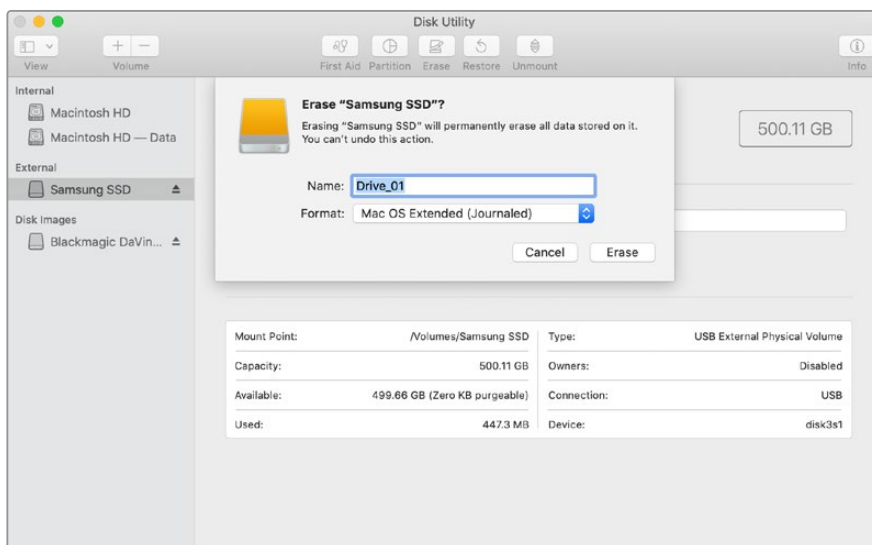 Disk Utility
View
Volume
First Aid
Partition
Erase
Restore
Unmount
Info
Internal
Macintosh HD
Macintosh HD — Data
External
Samsung SSD
Disk Images
Blackmagic DaVin...
Erase “Samsung SSD”?
Erasing “Samsung SSD” will permanently erase all data stored on it.
You can’t undo this action.
Name: Drive_01
Format: Mac OS Extended (Journaled)
Cancel
Erase
500.11 GB
Mount Point: /Volumes/Samsung SSD
Type: USB External Physical Volume
Capacity: 500.11 GB
Owners: Disabled
Available: 499.66 GB (Zero KB purgeable)
Connection: USB
Used: 447.3 MB
Device: disk3s1